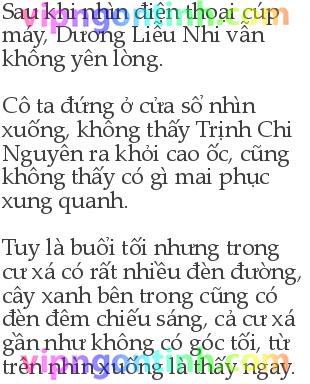 Sau khi nhìn điện thoại cúp
máy, Dương Liễu Nhi vẫn
không yên lòng.
Cô ta đứng ở cửa sổ nhìn
xuống, không thấy Trịnh Chi
Nguyên ra khỏi cao ốc, cũng
không thấy có gì mai phục
xung quanh.
Tuy là buổi tối nhưng trong
cư xá có rất nhiều đèn đường,
cây xanh bên trong cũng có
đèn đêm chiếu sáng, cả cư xá
gần như không có góc tối, từ
trên nhìn xuống là thấy ngay.
vipngontinh.com
vipngontinh.com